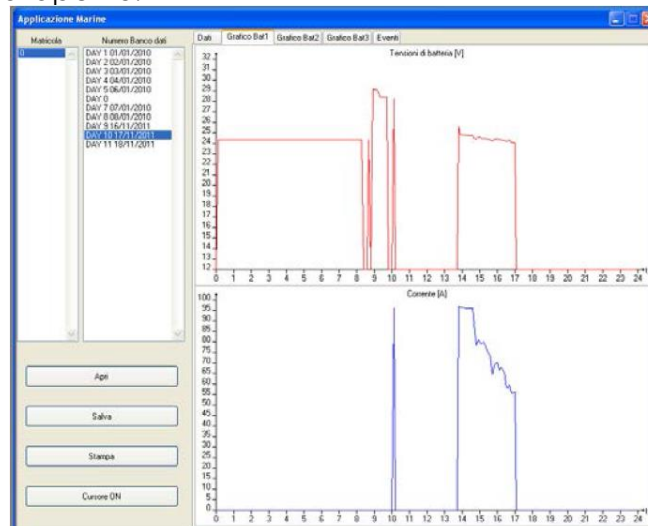 Applicazione Marine
Matricola
Numero Banco dati
0
DAY 1 01/01/2010
DAY 2 02/01/2010
DAY 3 03/01/2010
DAY 4 04/01/2010
DAY 5 06/01/2010
DAY 0
DAY 7 07/01/2010
DAY 8 08/01/2010
DAY 9 16/11/2011
DAY 10 17/11/2011
DAY 11 18/11/2011
Apri
Salva
Stampa
Cursore ON
Dati Grafico Bat1 Grafico Bat2 Grafico Bat3 Eventi
Tensioni di batteria [V]
32
31
30
29
28
27
26
25
24
23
22
21
20
19
18
17
16
15
14
13
12
0 1 2 3 4 5 6 7 8 9 10 11 12 13 14 15 16 17 18 19 20 21 22 23 24
Corrente [A]
100
95
90
85
80
75
70
65
60
55
50
45
40
35
30
25
20
15
10
5
0
0 1 2 3 4 5 6 7 8 9 10 11 12 13 14 15 16 17 18 19 20 21 22 23 24